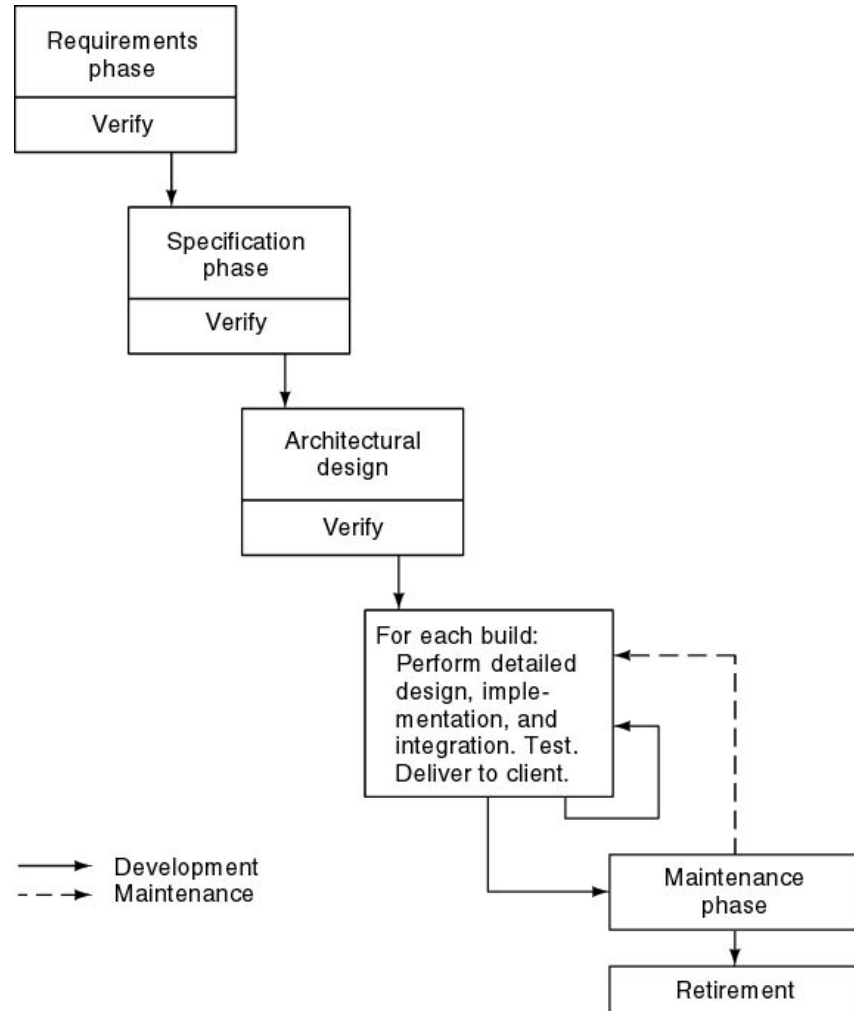 Requirements
phase
Verify
Specification
phase
Verify
Architectural
design
Verify
For each build:
Perform detailed
design, imple-
mentation, and
integration. Test.
Deliver to client.
Development
Maintenance
Maintenance
phase
Retirement